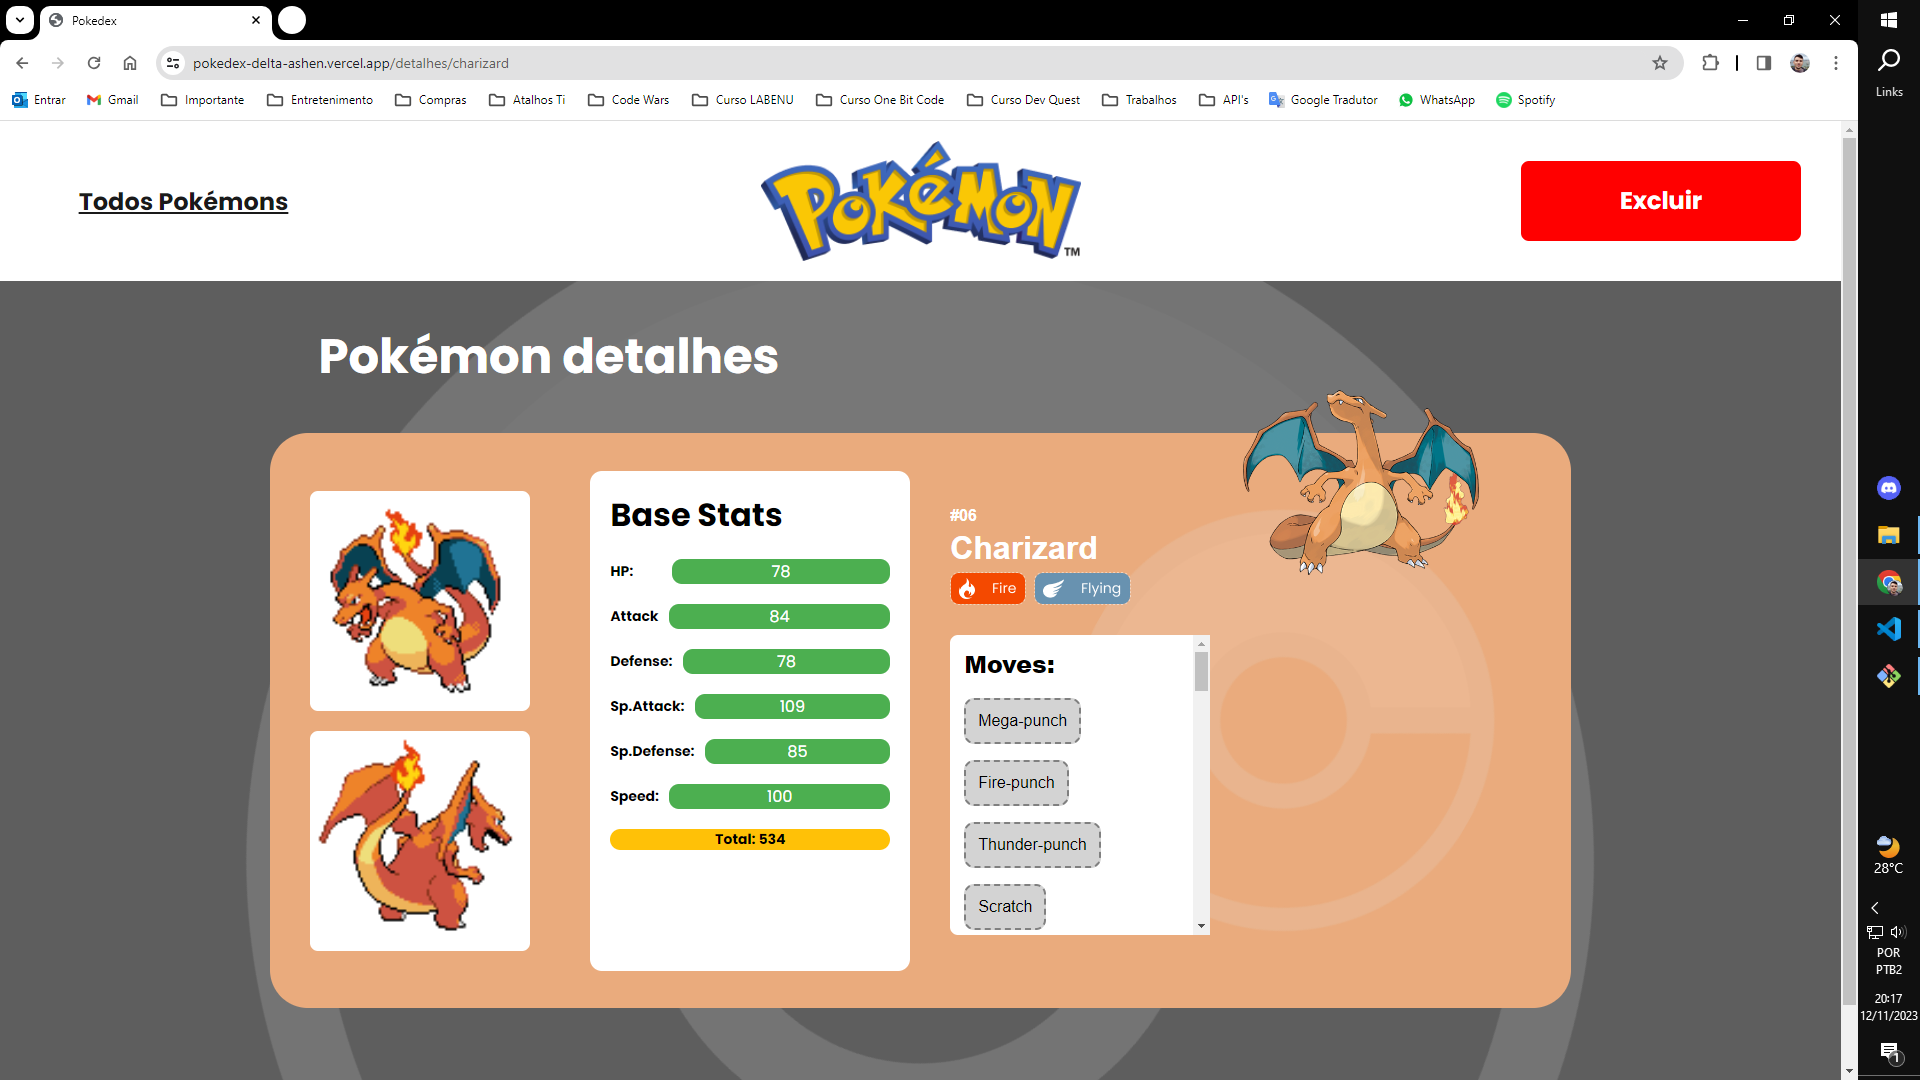 Pokedex
pokedex-delta-ashen.vercel.app/detalhes/charizard
Entrar
Gmail
Importante
Entretenimento
Compras
Atalhos Ti
Code Wars
Curso LABENU
Curso One Bit Code
Curso Dev Quest
Trabalhos
API's
Google Tradutor
WhatsApp
Spotify
Links
Todos Pokémons
POKéMON
TM
Excluir
Pokémon detalhes
Base Stats
HP: 78
Attack 84
Defense: 78
Sp.Attack: 109
Sp.Defense: 85
Speed: 100
Total: 534
#06
Charizard
Fire
Flying
Moves:
Mega-punch
Fire-punch
Thunder-punch
Scratch
28°C
POR
PTB2
20:17
12/11/2023
1